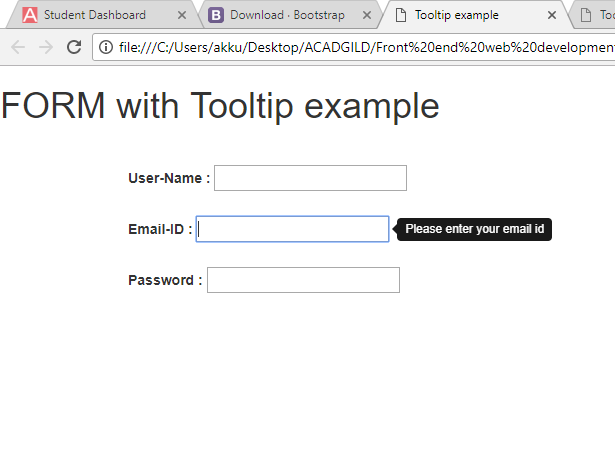 A Student Dashboard
B Download · Bootstrap
Tooltip example
Too
file:///C:/Users/akku/Desktop/ACADGILD/Front%20end%20web%20development
FORM with Tooltip example
User-Name :
Email-ID : Please enter your email id
Password :